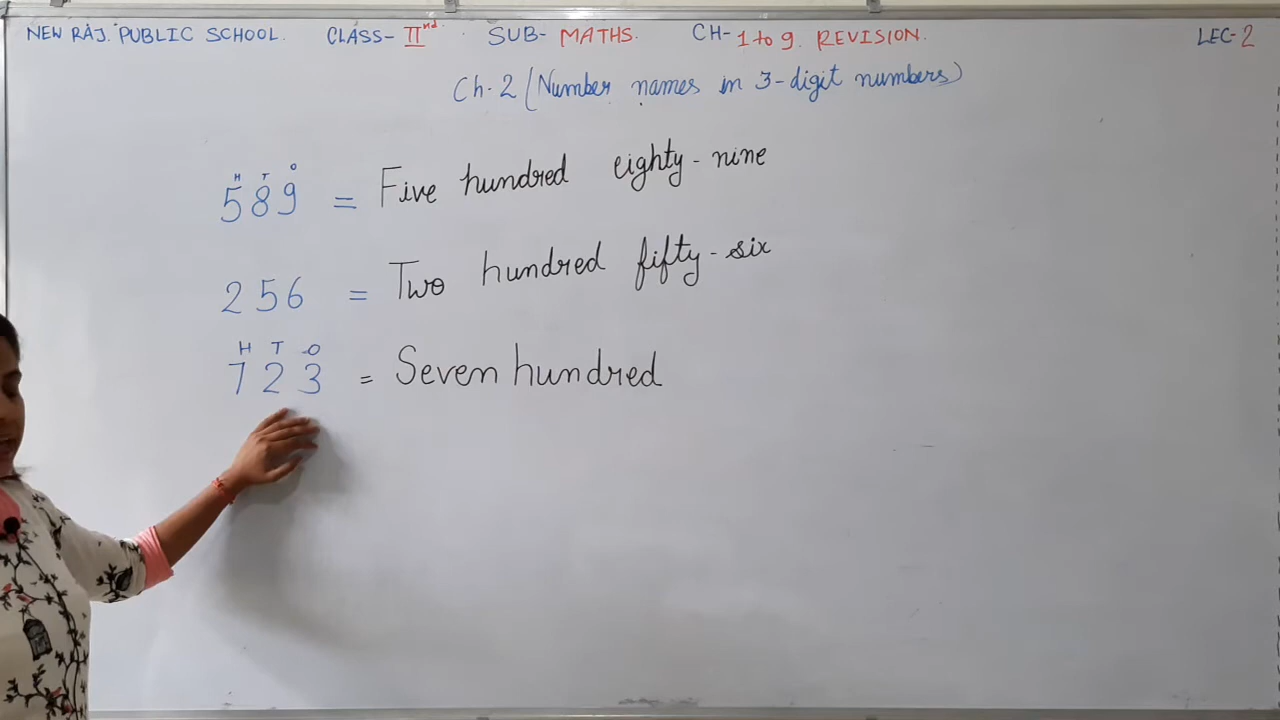 NEW RAJ. PUBLIC SCHOOL. CLASS- IInd. SUB- MATHS. CH- 1 to 9. REVISION. LEC-2
Ch. 2 (Number names in 3-digit numbers)
H T O
589 = Five hundred eighty-nine
256 = Two hundred fifty-six
H T O
723 = Seven hundred